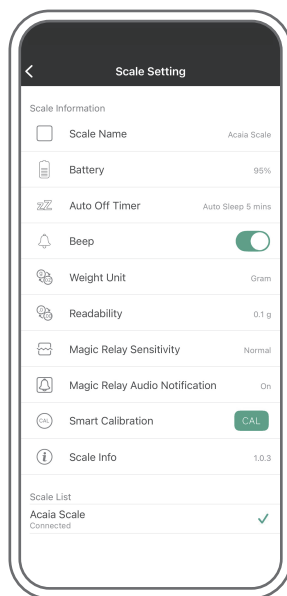 Scale Setting
Scale Information
Scale Name Acaia Scale
Battery 95%
zZ Auto Off Timer Auto Sleep 5 mins
Beep
Weight Unit Gram
Readability 0.1 g
Magic Relay Sensitivity Normal
Magic Relay Audio Notification On
CAL Smart Calibration CAL
i Scale Info 1.0.3
Scale List
Acaia Scale
Connected